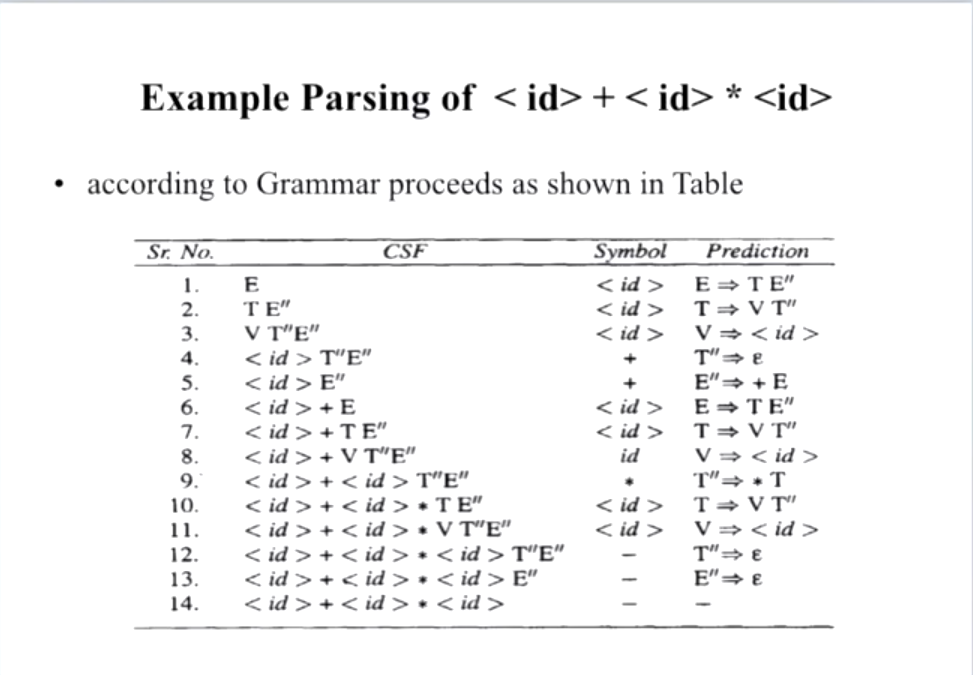 Example Parsing of < id> + < id> * <id>
• according to Grammar proceeds as shown in Table
Sr. No. CSF Symbol Prediction
1. E < id > E ⇒ T E″
2. T E″ < id > T ⇒ V T″
3. V T″E″ < id > V ⇒ < id >
4. < id > T″E″ + T″⇒ ε
5. < id > E″ + E″⇒ + E
6. < id > + E < id > E ⇒ T E″
7. < id > + T E″ < id > T ⇒ V T″
8. < id > + V T″E″ id V ⇒ < id >
9. < id > + < id > T″E″ * T″⇒ * T
10. < id > + < id > * T E″ < id > T ⇒ V T″
11. < id > + < id > * V T″E″ < id > V ⇒ < id >
12. < id > + < id > * < id > T″E″ – T″⇒ ε
13. < id > + < id > * < id > E″ – E″⇒ ε
14. < id > + < id > * < id > – –